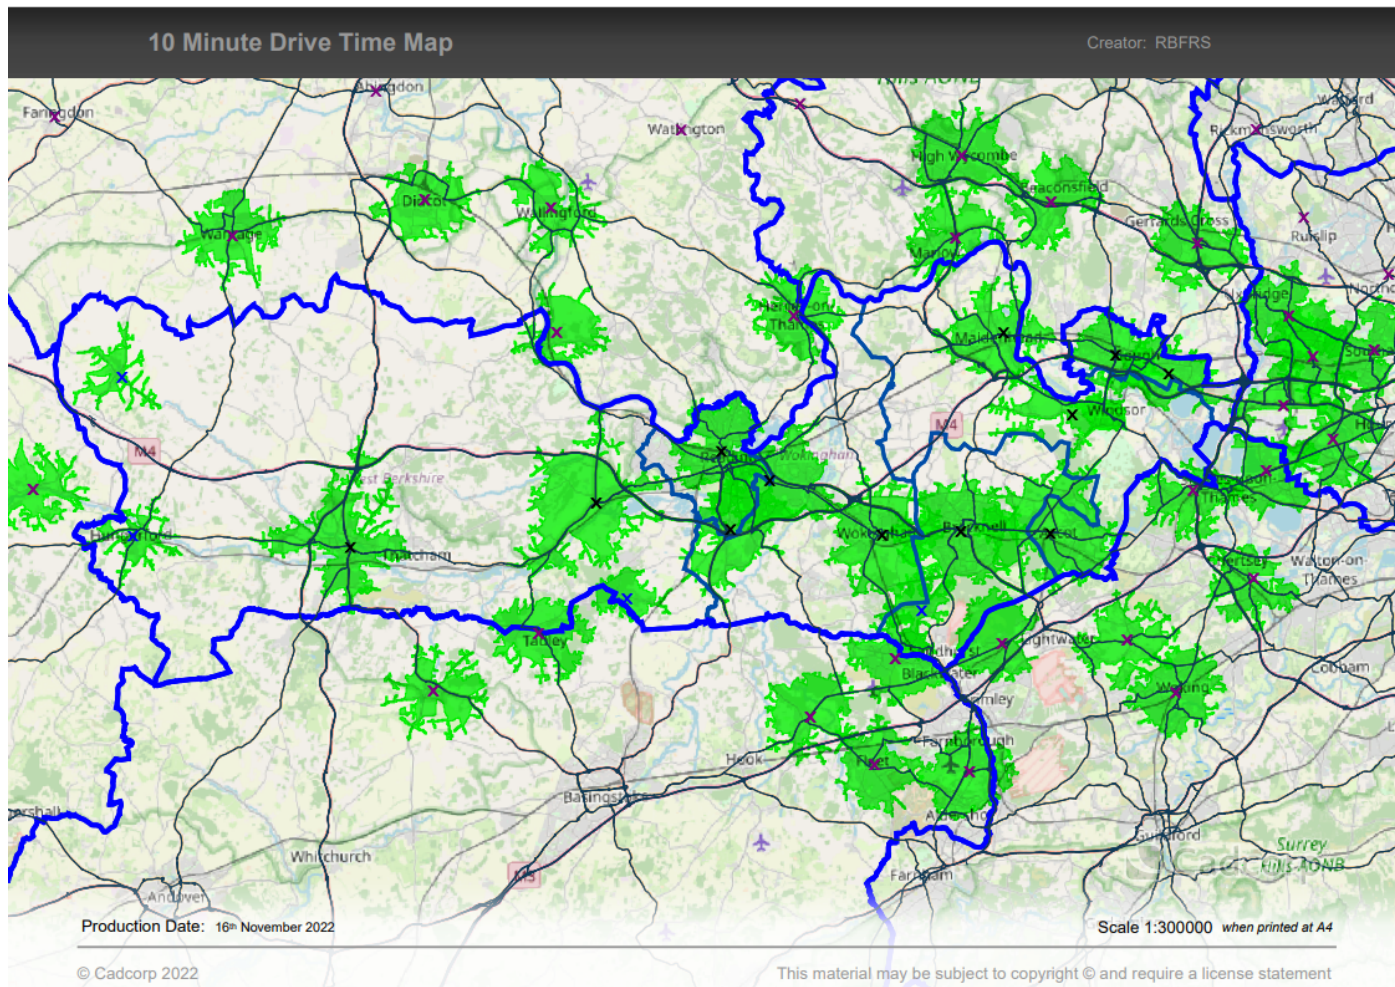 10 Minute Drive Time Map
Creator: RBFRS
Abingdon
Faringdon
Watlington
Watford
Rickmansworth
High Wycombe
Beaconsfield
Didcot
Wallingford
Gerrards Cross
Wantage
Ruislip
Marlow
Uxbridge
Henley-on-
Thames
Maidenhead
Slough
Windsor
M4
M4
Reading
Wokingham
West Berkshire
Thames
Hungerford
Thatcham
Wokingham
Bracknell
Ascot
Chertsey
Walton-on-
Thames
Tadley
Sandhurst
Lightwater
Blackwater
Cobham
Woking
Camberley
Farnborough
Hook
Fleet
Basingstoke
Aldershot
Guildford
Whitchurch
M3
Surrey
Hills AONB
Farnham
Andover
Production Date: 16th November 2022
Scale 1:300000 when printed at A4
© Cadcorp 2022
This material may be subject to copyright © and require a license statement